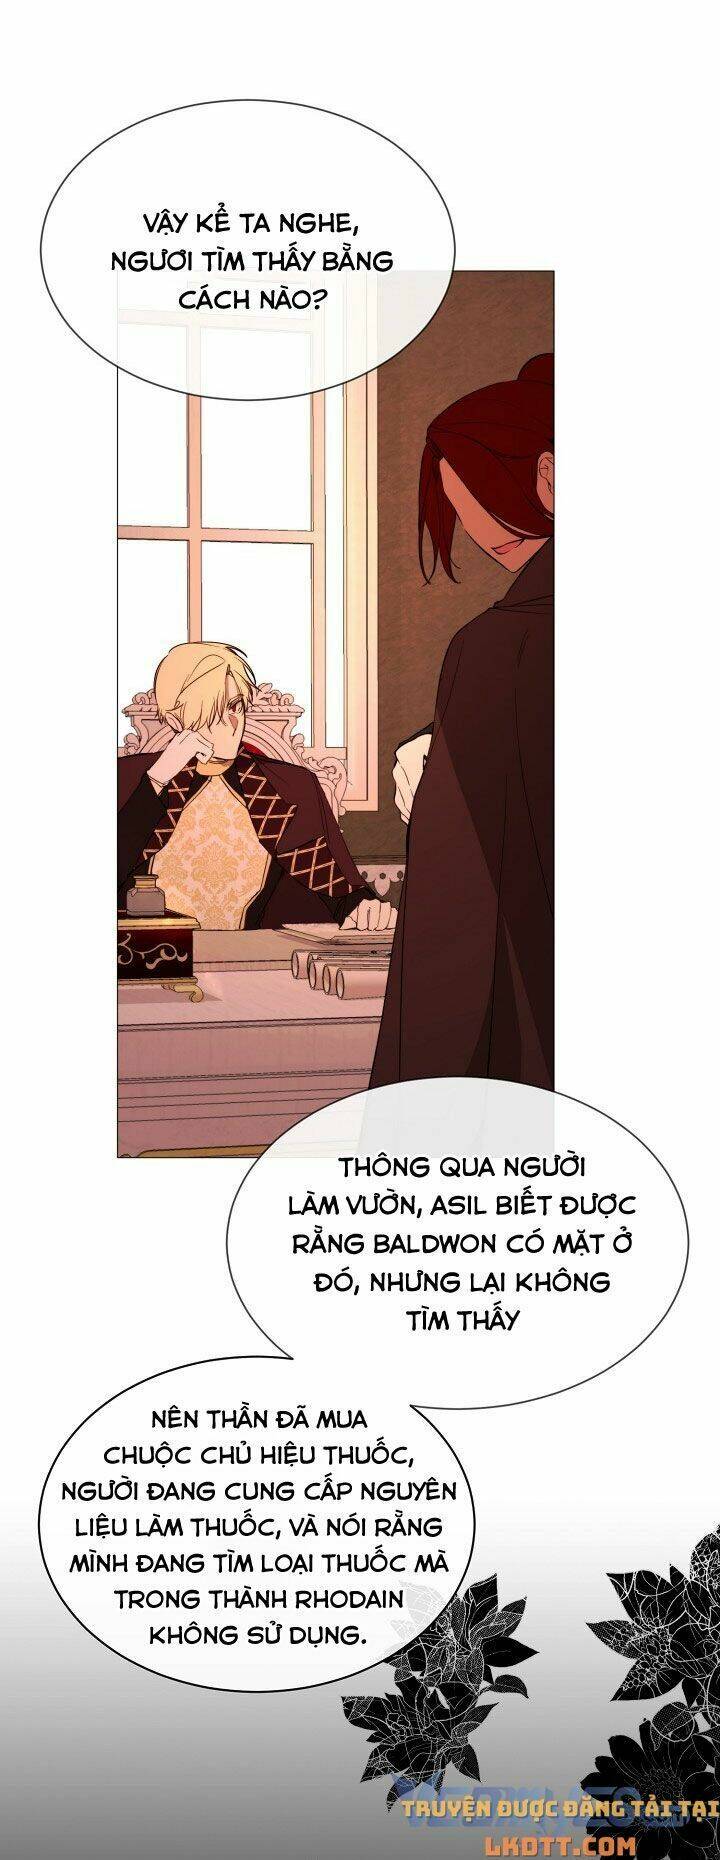 VẬY KỂ TA NGHE,
NGƯƠI TÌM THẤY BẰNG
CÁCH NÀO?
THÔNG QUA NGƯỜI
LÀM VƯỜN, ASIL BIẾT ĐƯỢC
RẰNG BALDWON CÓ MẶT Ở
ĐÓ, NHƯNG LẠI KHÔNG
TÌM THẤY
NÊN THẦN ĐÃ MUA
CHUỘC CHỦ HIỆU THUỐC,
NGƯỜI ĐANG CUNG CẤP NGUYÊN
LIỆU LÀM THUỐC, VÀ NÓI RẰNG
MÌNH ĐANG TÌM LOẠI THUỐC MÀ
TRONG THÀNH RHODAIN
KHÔNG SỬ DỤNG.
TRUYỆN ĐƯỢC ĐĂNG TẢI TẠI
LKDTT.COM